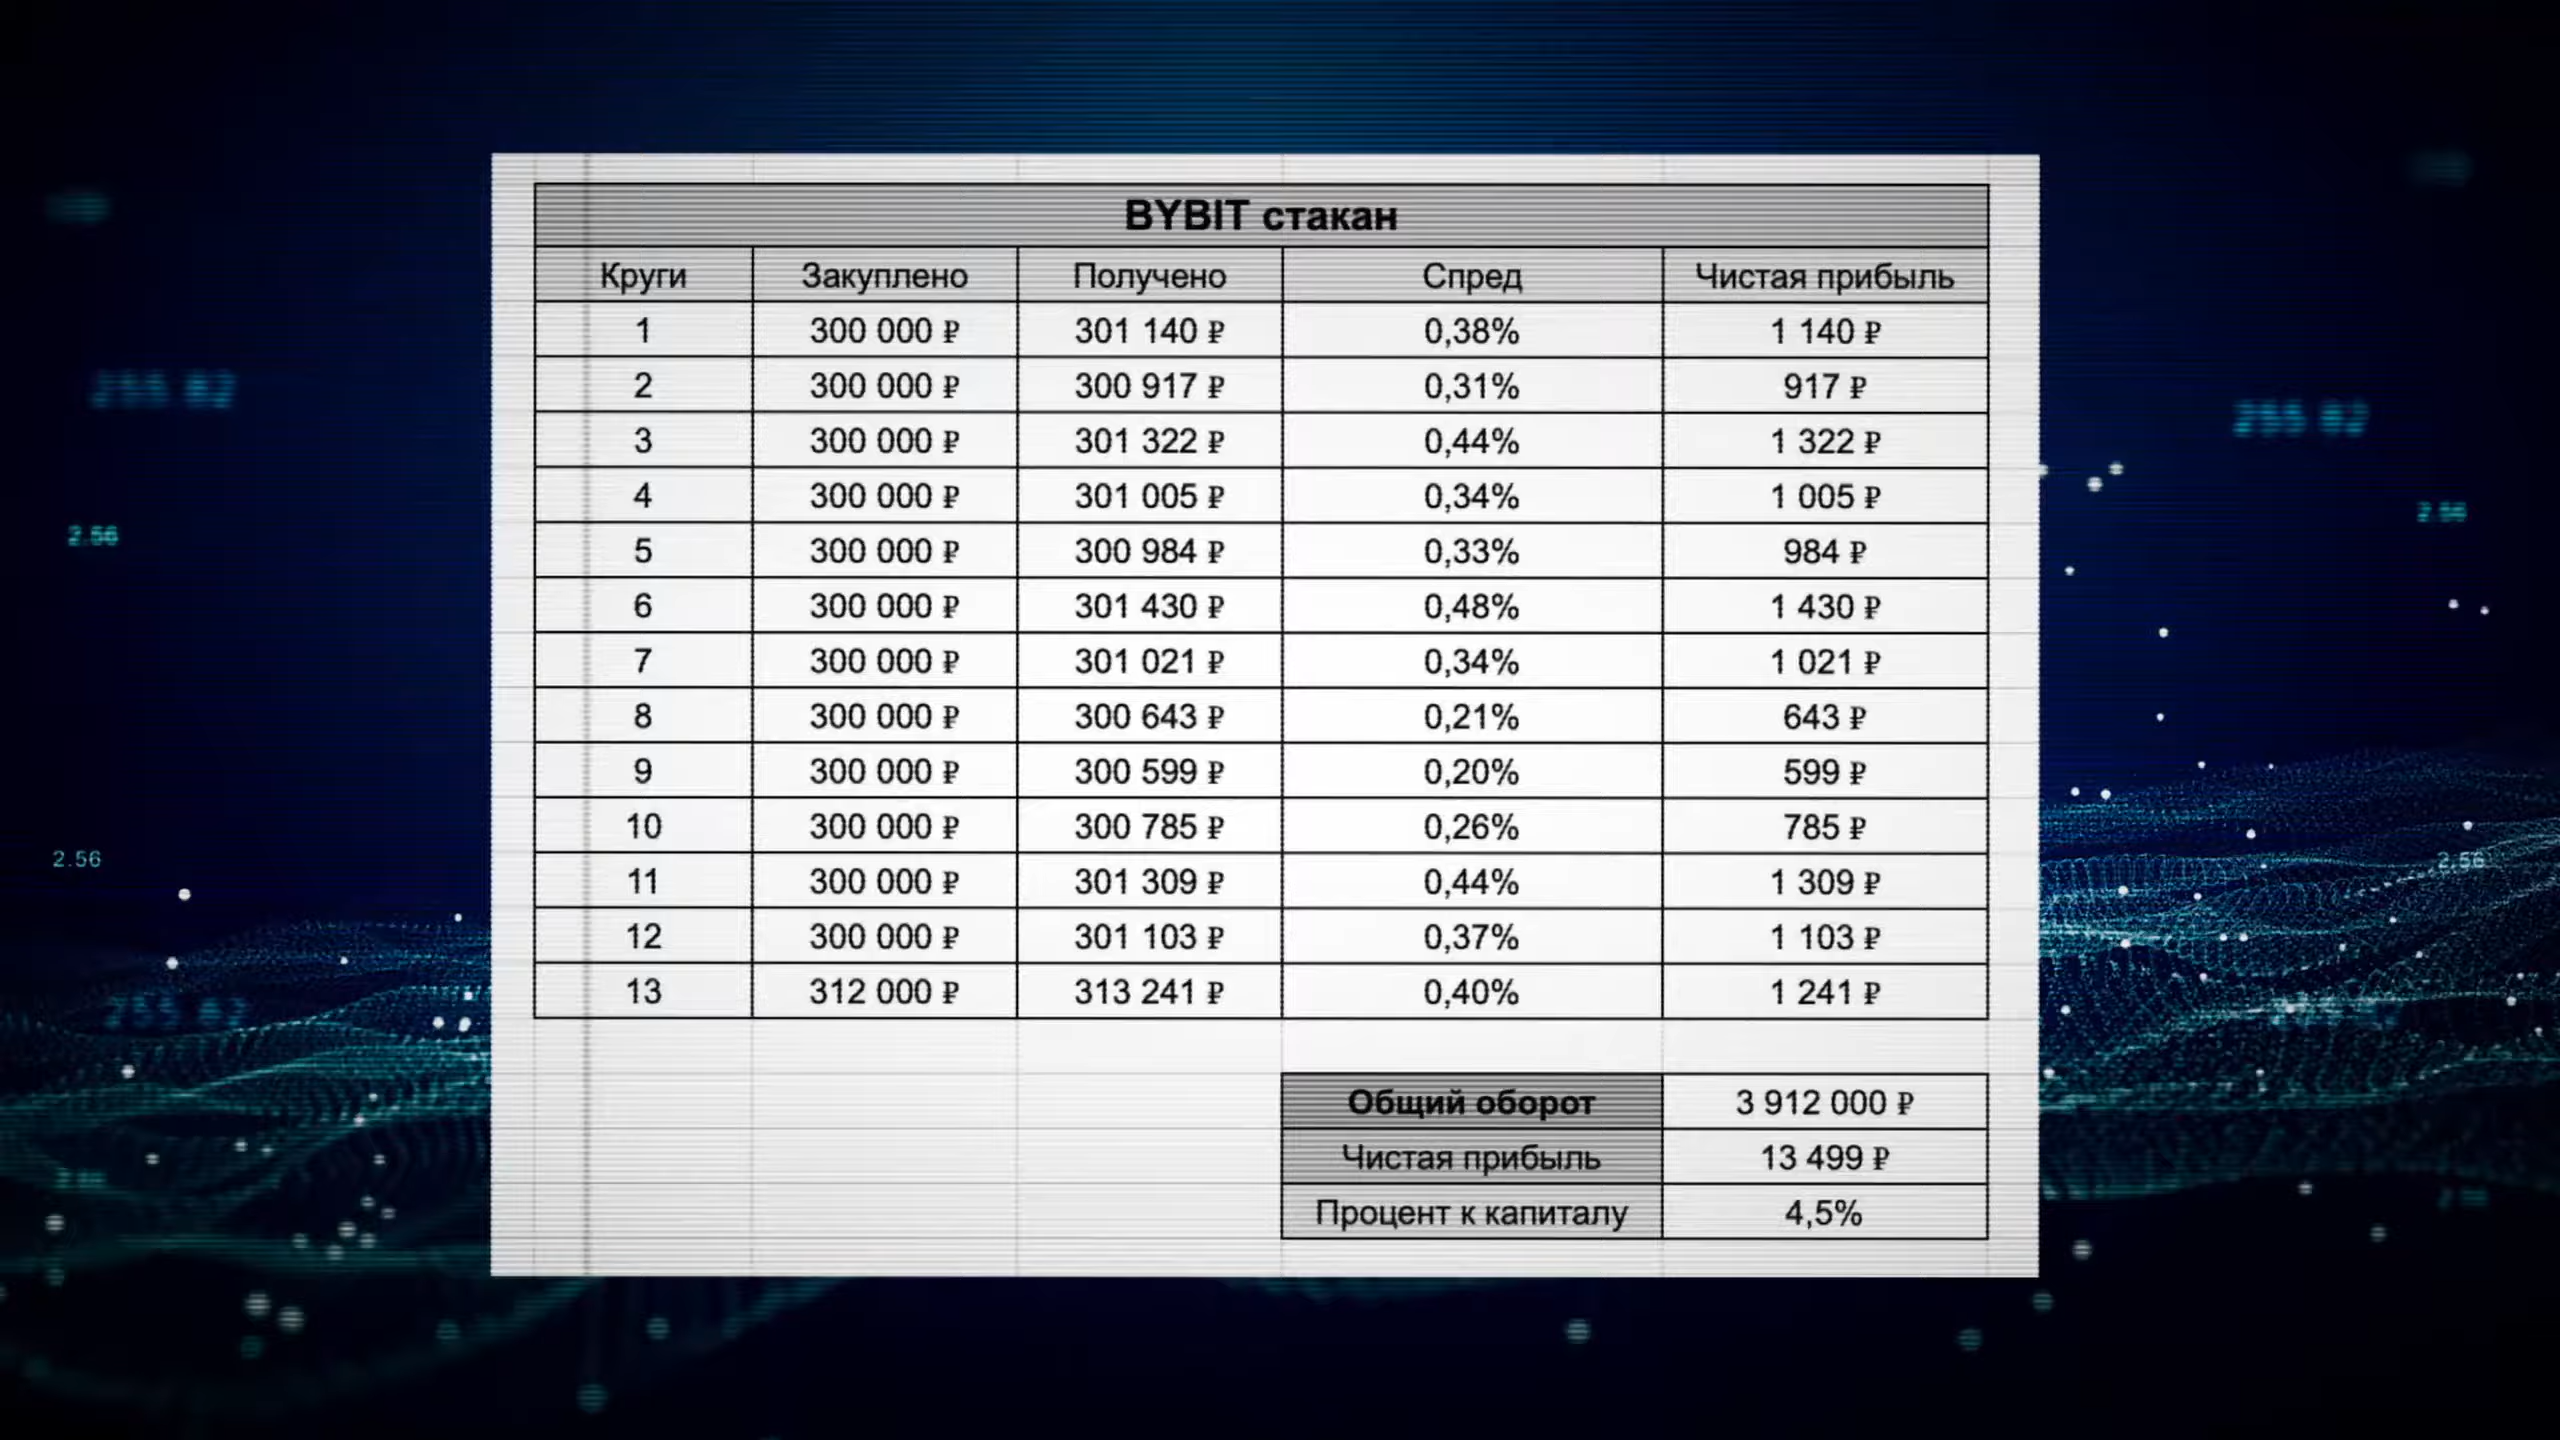 BYBIT стакан
Круги Закуплено Получено Спред Чистая прибыль
1 300 000 ₽ 301 140 ₽ 0,38% 1 140 ₽
2 300 000 ₽ 300 917 ₽ 0,31% 917 ₽
3 300 000 ₽ 301 322 ₽ 0,44% 1 322 ₽
4 300 000 ₽ 301 005 ₽ 0,34% 1 005 ₽
5 300 000 ₽ 300 984 ₽ 0,33% 984 ₽
6 300 000 ₽ 301 430 ₽ 0,48% 1 430 ₽
7 300 000 ₽ 301 021 ₽ 0,34% 1 021 ₽
8 300 000 ₽ 300 643 ₽ 0,21% 643 ₽
9 300 000 ₽ 300 599 ₽ 0,20% 599 ₽
10 300 000 ₽ 300 785 ₽ 0,26% 785 ₽
11 300 000 ₽ 301 309 ₽ 0,44% 1 309 ₽
12 300 000 ₽ 301 103 ₽ 0,37% 1 103 ₽
13 312 000 ₽ 313 241 ₽ 0,40% 1 241 ₽
Общий оборот 3 912 000 ₽
Чистая прибыль 13 499 ₽
Процент к капиталу 4,5%
2.56
2.56
2.56
2.56